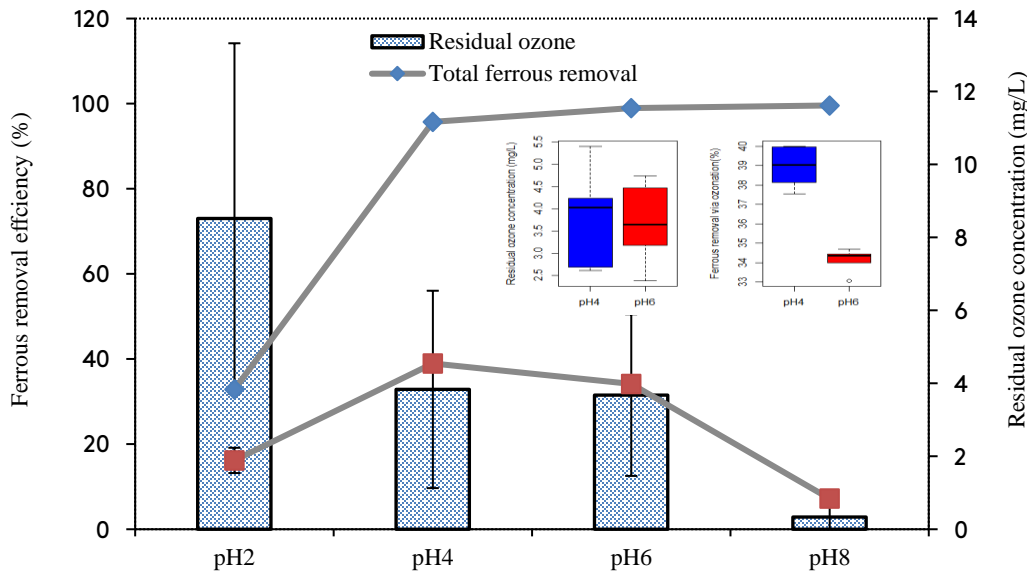 Ferrous removal effciency (%)
120
100
80
60
40
20
0
Residual ozone
Total ferrous removal
Residual ozone concentration (mg/L)
5.5
5.0
4.5
4.0
3.5
3.0
2.5
pH4
pH6
Ferrous removal via ozonation(%)
40
39
38
37
36
35
34
33
pH4
pH6
14
12
10
8
6
4
2
0
Residual ozone concentration (mg/L)
pH2
pH4
pH6
pH8